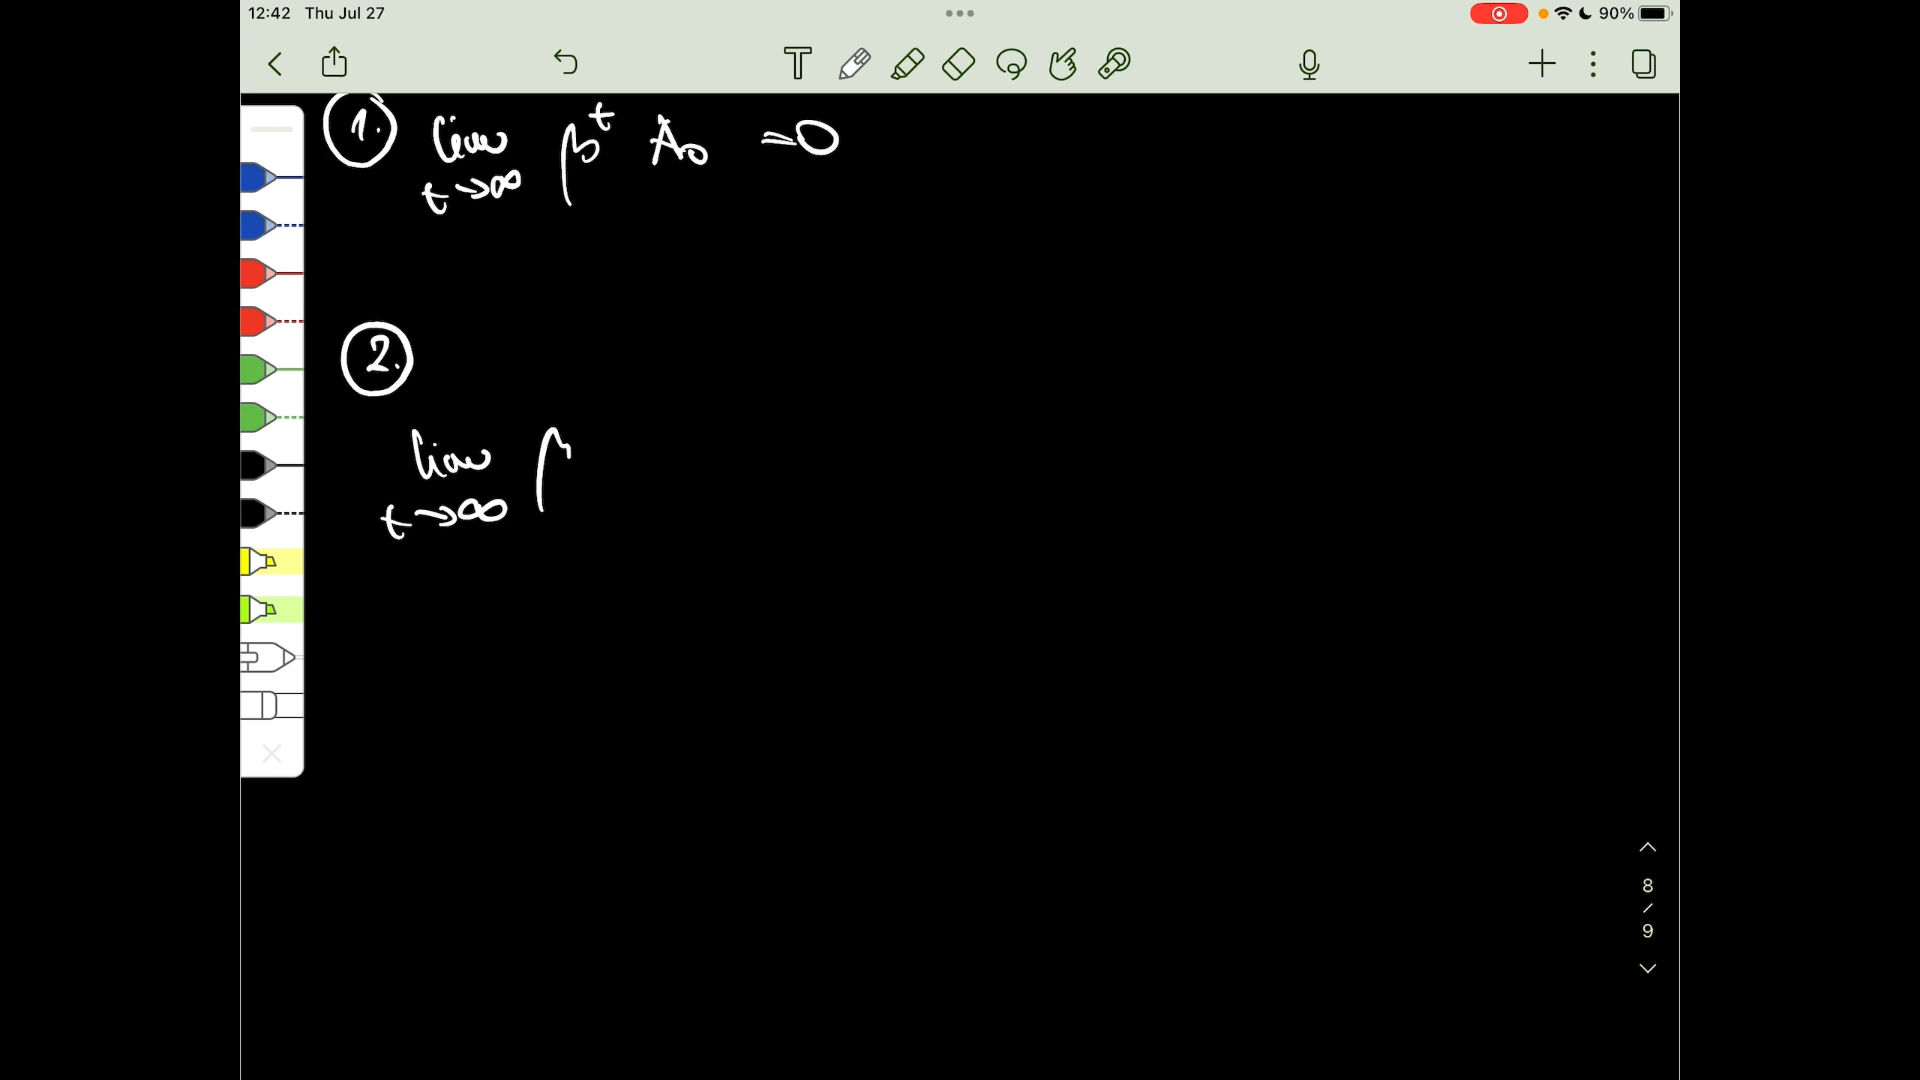 12:42 Thu Jul 27
90%
1. lim β^t A₀ = 0
t→∞
2.
lim β
t→∞
8
/
9